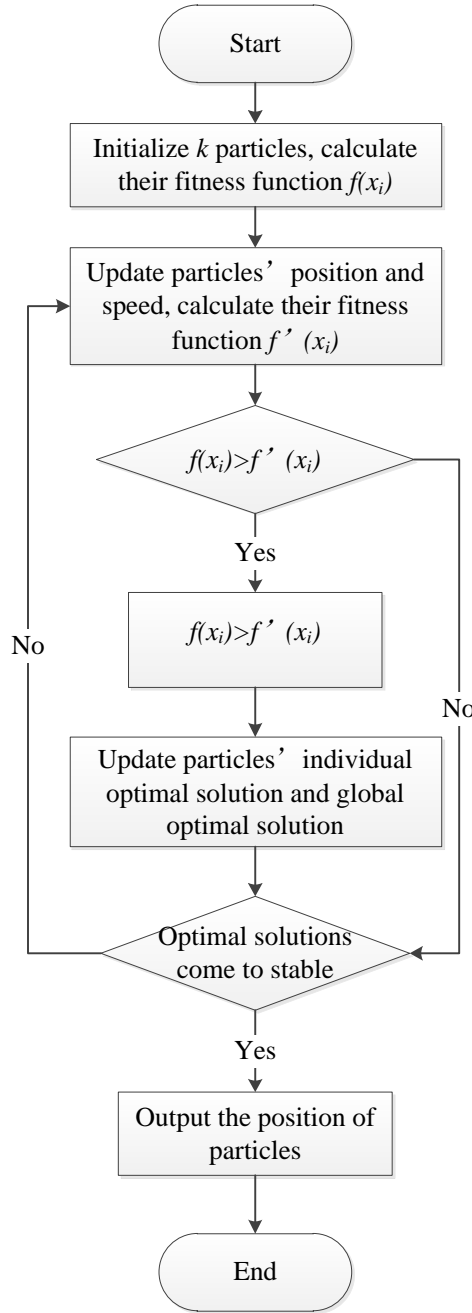 Start
Initialize k particles, calculate
their fitness function f(xi)
Update particles’ position and
speed, calculate their fitness
function f’ (xi)
f(xi)>f’ (xi)
Yes
f(xi)>f’ (xi)
No
No
Update particles’ individual
optimal solution and global
optimal solution
Optimal solutions
come to stable
Yes
Output the position of
particles
End